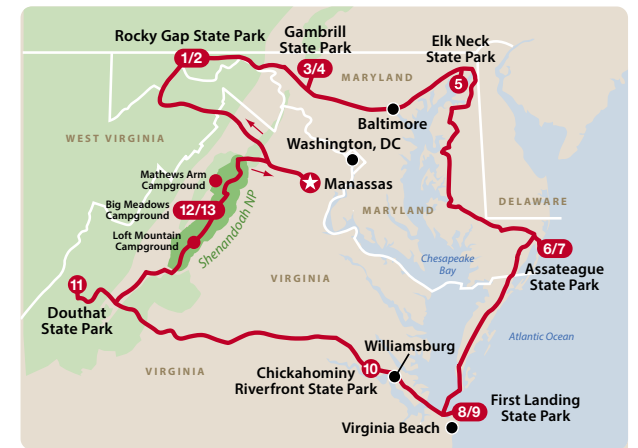 Rocky Gap State Park
1/2
Gambrill
State Park
3/4
MARYLAND
Elk Neck
State Park
5
Baltimore
WEST VIRGINIA
Washington, DC
Mathews Arm
Campground
Manassas
Big Meadows
Campground
12/13
Loft Mountain
Campground
Shenandoah NP
MARYLAND
DELAWARE
6/7
Assateague
State Park
Chesapeake
Bay
VIRGINIA
11
Douthat
State Park
Atlantic Ocean
Williamsburg
VIRGINIA
10
Chickahominy
Riverfront State Park
8/9
First Landing
State Park
Virginia Beach